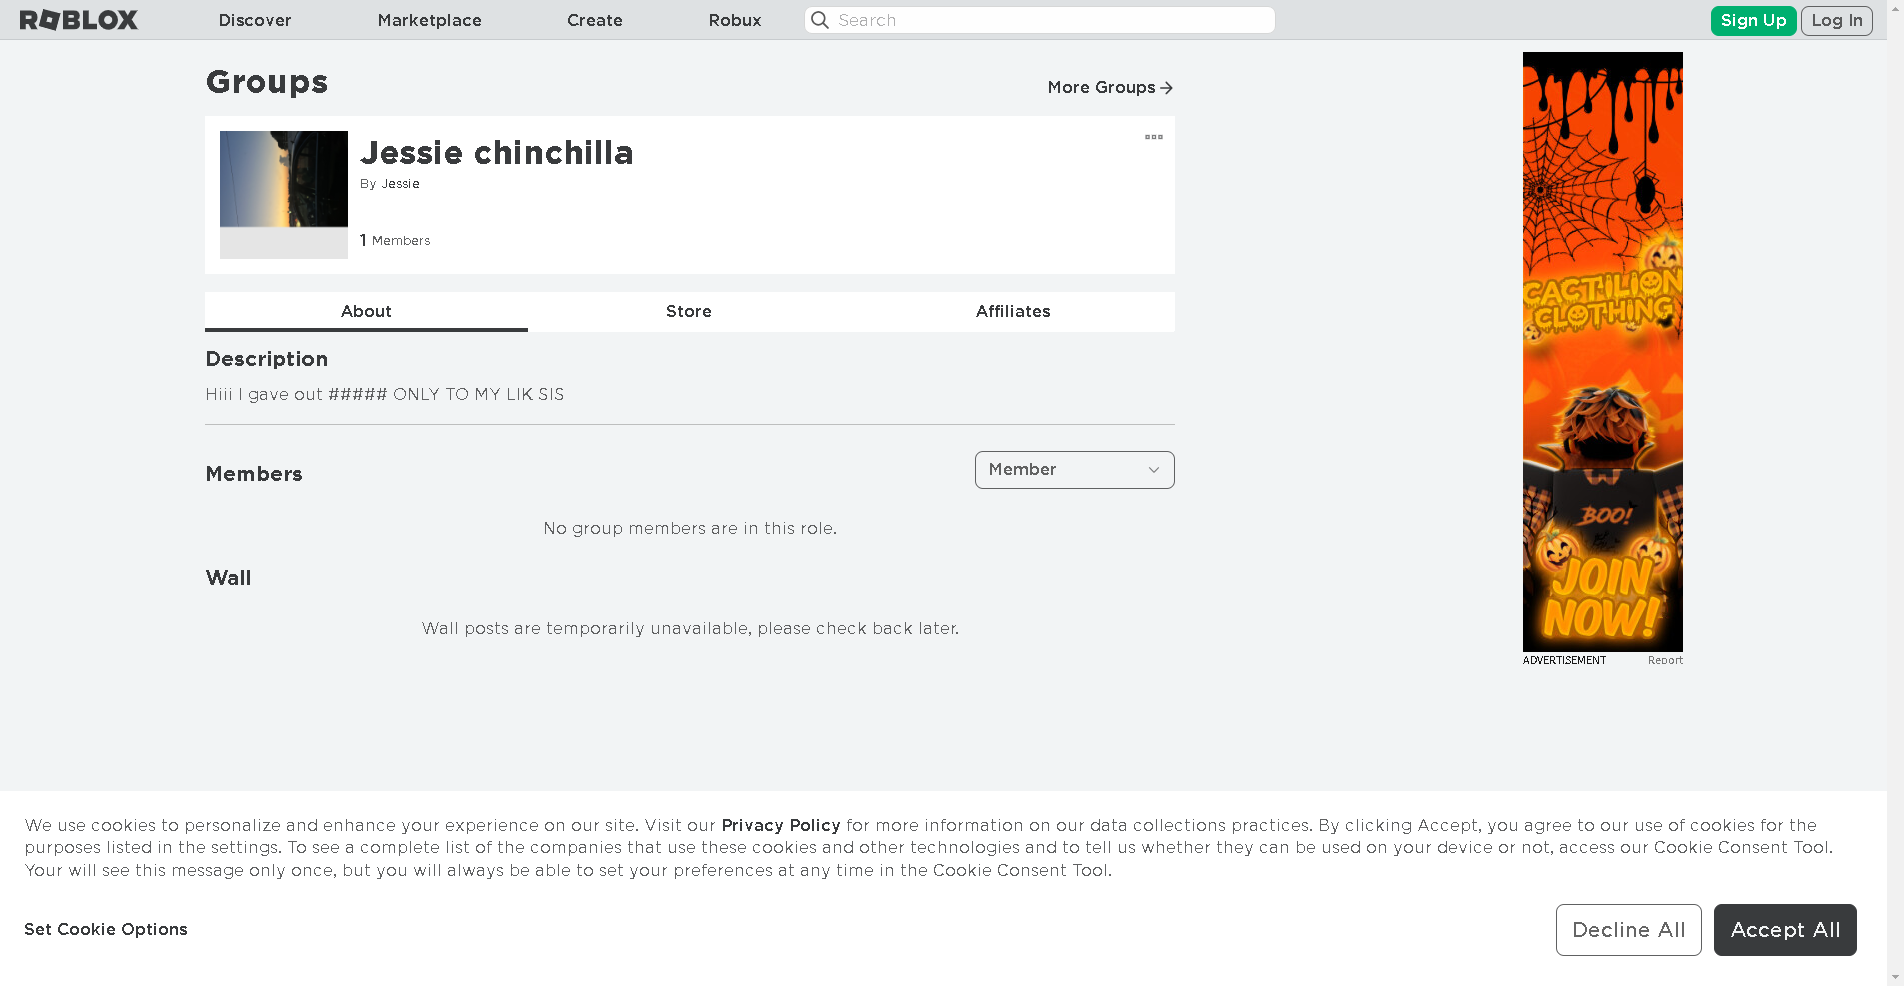 ROBLOX
Discover
Marketplace
Create
Robux
Search
Sign Up
Log In
Groups
More Groups
Jessie chinchilla
By Jessie
1 Members
About
Store
Affiliates
Description
Hiii I gave out ##### ONLY TO MY LIK SIS
Members
Member
No group members are in this role.
Wall
Wall posts are temporarily unavailable, please check back later.
CACTILION
CLOTHING
BOO!
JOIN
NOW!
ADVERTISEMENT
Report
We use cookies to personalize and enhance your experience on our site. Visit our Privacy Policy for more information on our data collections practices. By clicking Accept, you agree to our use of cookies for the
purposes listed in the settings. To see a complete list of the companies that use these cookies and other technologies and to tell us whether they can be used on your device or not, access our Cookie Consent Tool.
Your will see this message only once, but you will always be able to set your preferences at any time in the Cookie Consent Tool.
Set Cookie Options
Decline All
Accept All